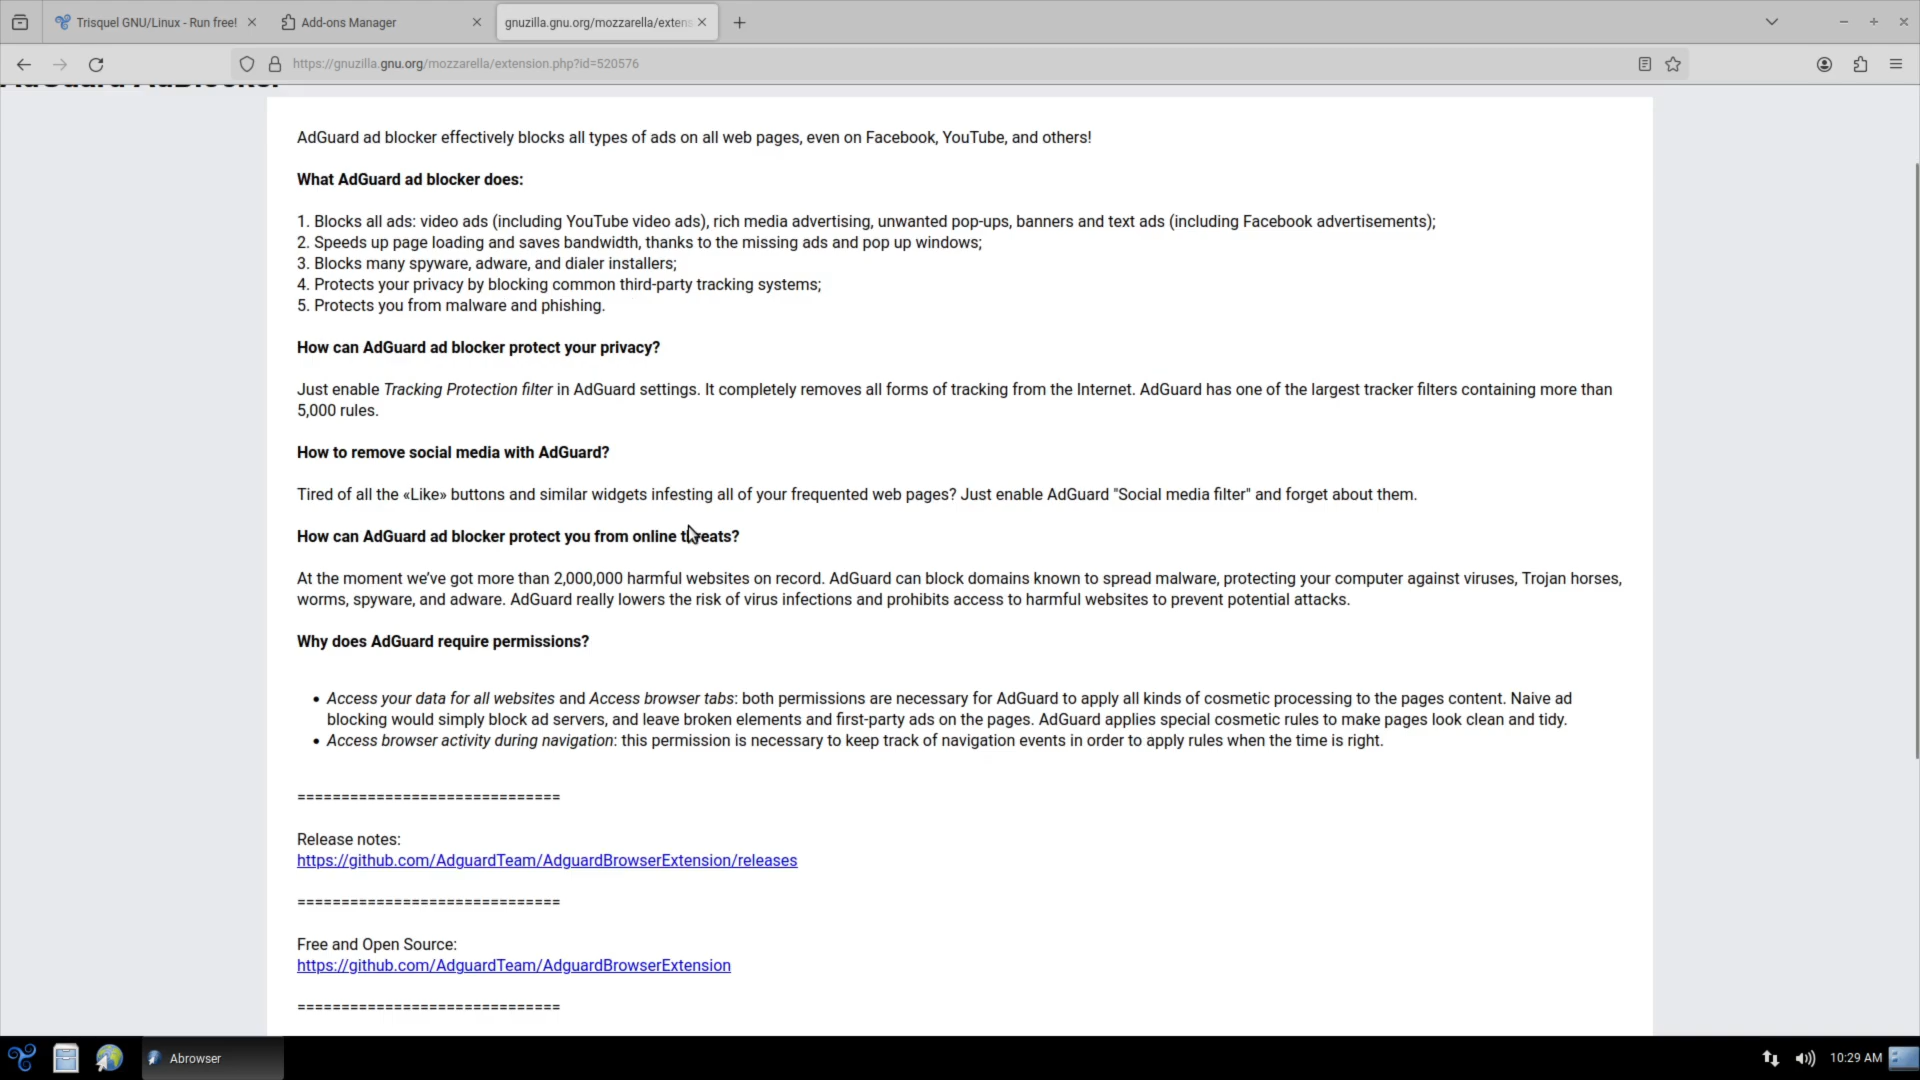 Trisquel GNU/Linux - Run free!
Add-ons Manager
gnuzilla.gnu.org/mozzarella/exten
https://gnuzilla.gnu.org/mozzarella/extension.php?id=520576
AdGuard AdBlocker
AdGuard ad blocker effectively blocks all types of ads on all web pages, even on Facebook, YouTube, and others!
What AdGuard ad blocker does:
1. Blocks all ads: video ads (including YouTube video ads), rich media advertising, unwanted pop-ups, banners and text ads (including Facebook advertisements);
2. Speeds up page loading and saves bandwidth, thanks to the missing ads and pop up windows;
3. Blocks many spyware, adware, and dialer installers;
4. Protects your privacy by blocking common third-party tracking systems;
5. Protects you from malware and phishing.
How can AdGuard ad blocker protect your privacy?
Just enable Tracking Protection filter in AdGuard settings. It completely removes all forms of tracking from the Internet. AdGuard has one of the largest tracker filters containing more than
5,000 rules.
How to remove social media with AdGuard?
Tired of all the «Like» buttons and similar widgets infesting all of your frequented web pages? Just enable AdGuard "Social media filter" and forget about them.
How can AdGuard ad blocker protect you from online threats?
At the moment we’ve got more than 2,000,000 harmful websites on record. AdGuard can block domains known to spread malware, protecting your computer against viruses, Trojan horses,
worms, spyware, and adware. AdGuard really lowers the risk of virus infections and prohibits access to harmful websites to prevent potential attacks.
Why does AdGuard require permissions?
• Access your data for all websites and Access browser tabs: both permissions are necessary for AdGuard to apply all kinds of cosmetic processing to the pages content. Naive ad
blocking would simply block ad servers, and leave broken elements and first-party ads on the pages. AdGuard applies special cosmetic rules to make pages look clean and tidy.
• Access browser activity during navigation: this permission is necessary to keep track of navigation events in order to apply rules when the time is right.
==============================
Release notes:
https://github.com/AdguardTeam/AdguardBrowserExtension/releases
==============================
Free and Open Source:
https://github.com/AdguardTeam/AdguardBrowserExtension
==============================
Abrowser
10:29 AM